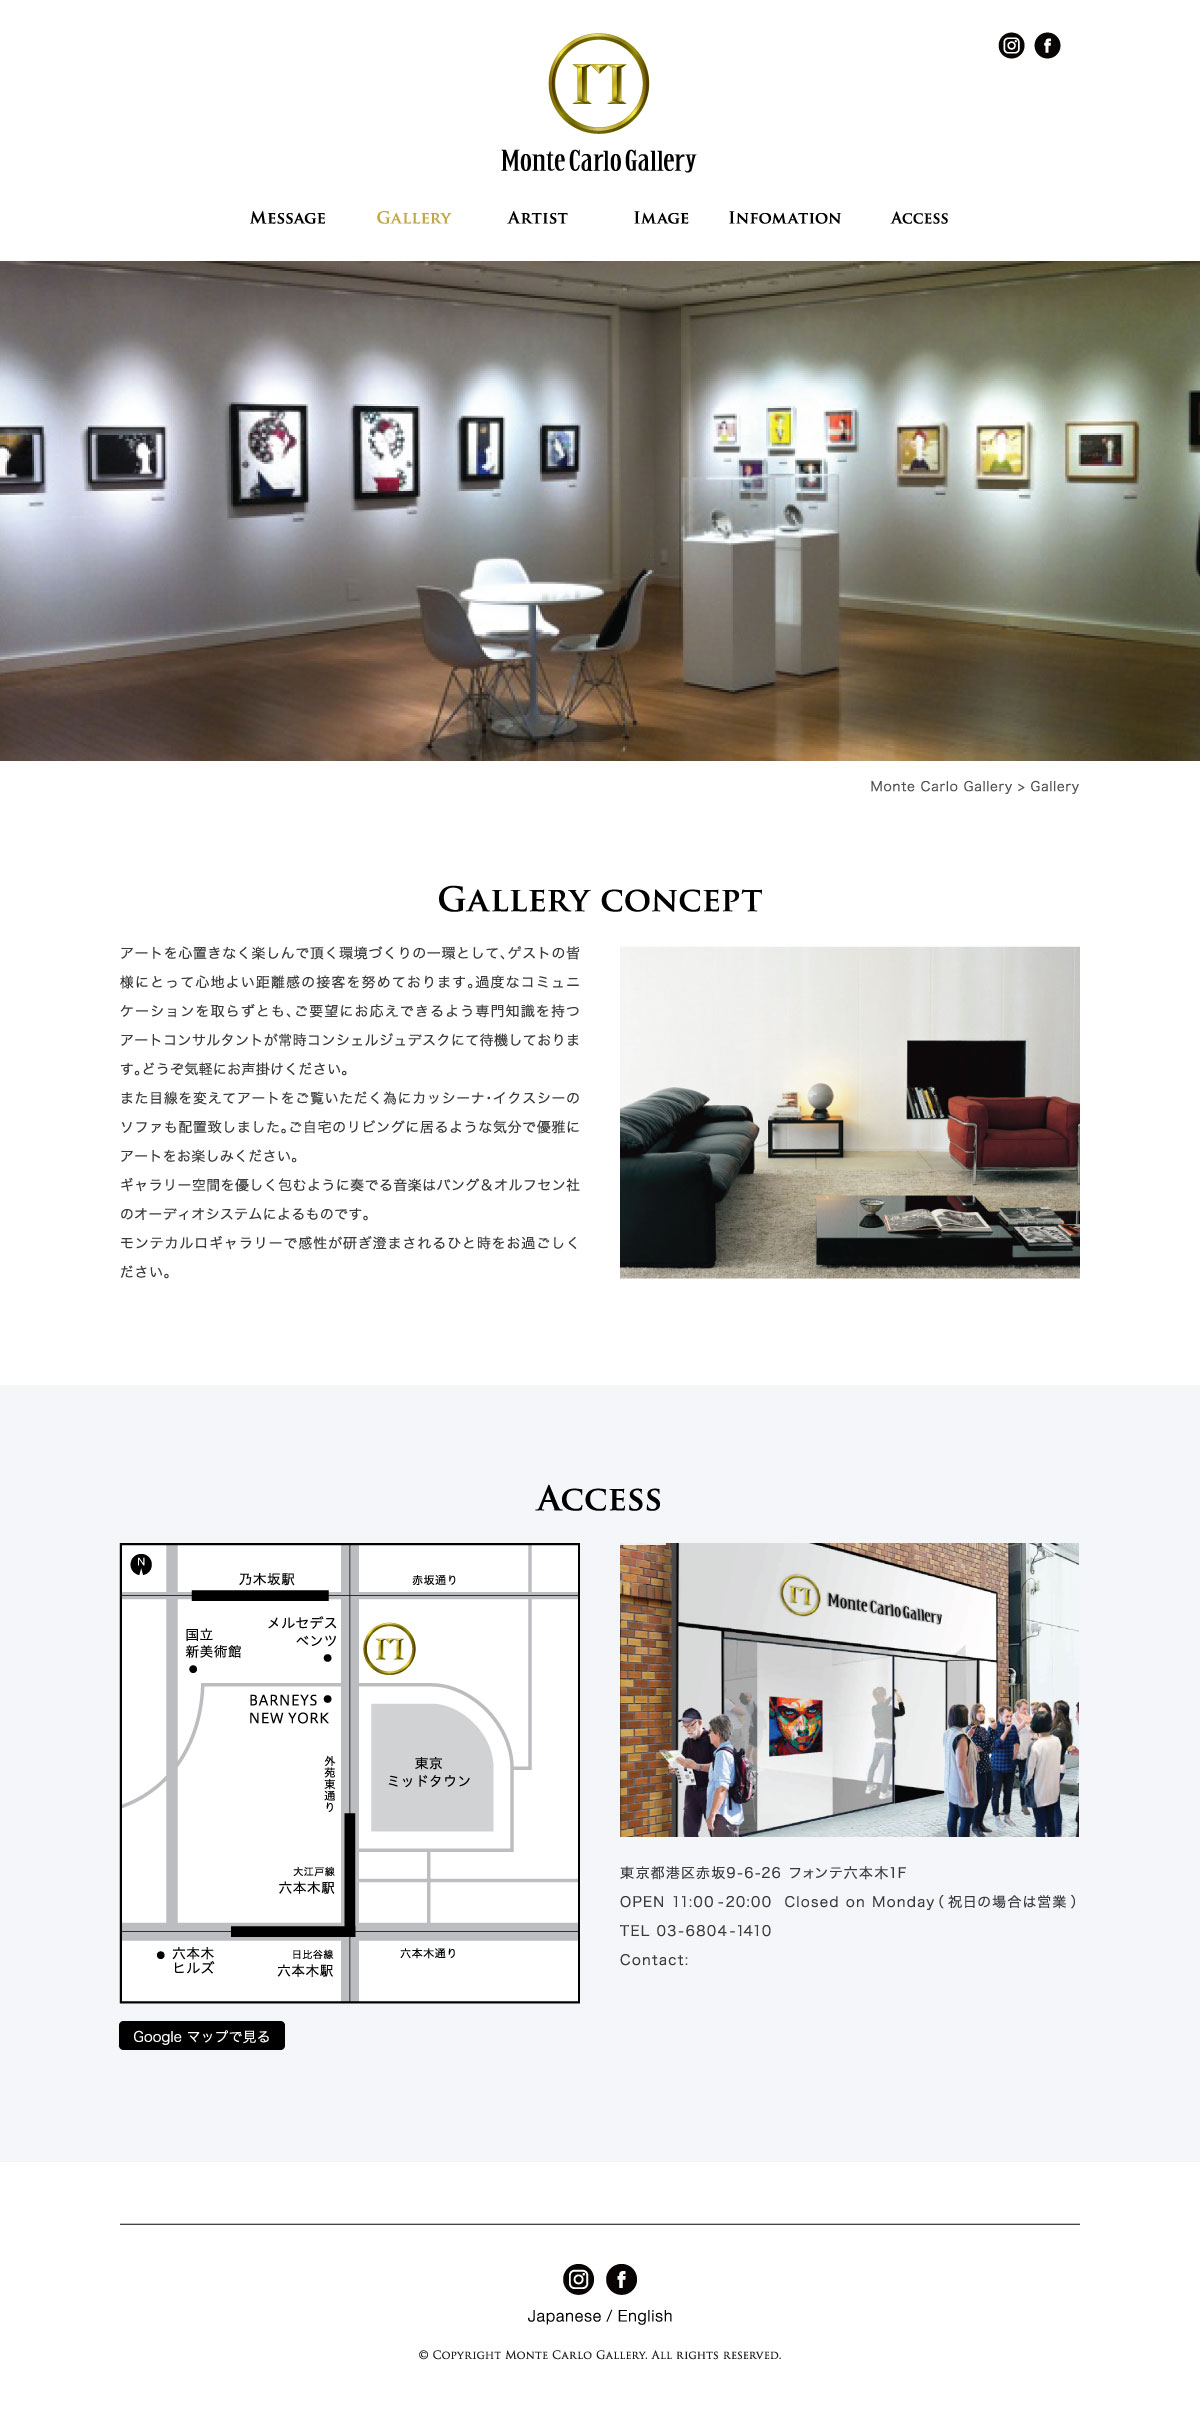 Monte Carlo Gallery
Message Gallery Artist Image Infomation Access
Monte Carlo Gallery > Gallery
Gallery concept
アートを心置きなく楽しんで頂く環境づくりの一環として、ゲストの皆
様にとって心地よい距離感の接客を努めております。過度なコミュニ
ケーションを取らずとも、ご要望にお応えできるよう専門知識を持つ
アートコンサルタントが常時コンシェルジュデスクにて待機しておりま
す。どうぞ気軽にお声掛けください。
また目線を変えてアートをご覧いただく為にカッシーナ・イクスシーの
ソファも配置致しました。ご自宅のリビングに居るような気分で優雅に
アートをお楽しみください。
ギャラリー空間を優しく包むように奏でる音楽はバング＆オルフセン社
のオーディオシステムによるものです。
モンテカルロギャラリーで感性が研ぎ澄まされるひと時をお過ごしく
ださい。
Access
N
乃木坂駅
赤坂通り
国立
新美術館
メルセデス
ベンツ
BARNEYS
NEW YORK
外苑東通り
東京
ミッドタウン
大江戸線
六本木駅
六本木
ヒルズ
日比谷線
六本木駅
六本木通り
Google マップで見る
Monte Carlo Gallery
東京都港区赤坂9-6-26 フォンテ六本木1F
OPEN 11:00-20:00 Closed on Monday（祝日の場合は営業）
TEL 03-6804-1410
Contact:
Japanese / English
© Copyright Monte Carlo Gallery. All rights reserved.